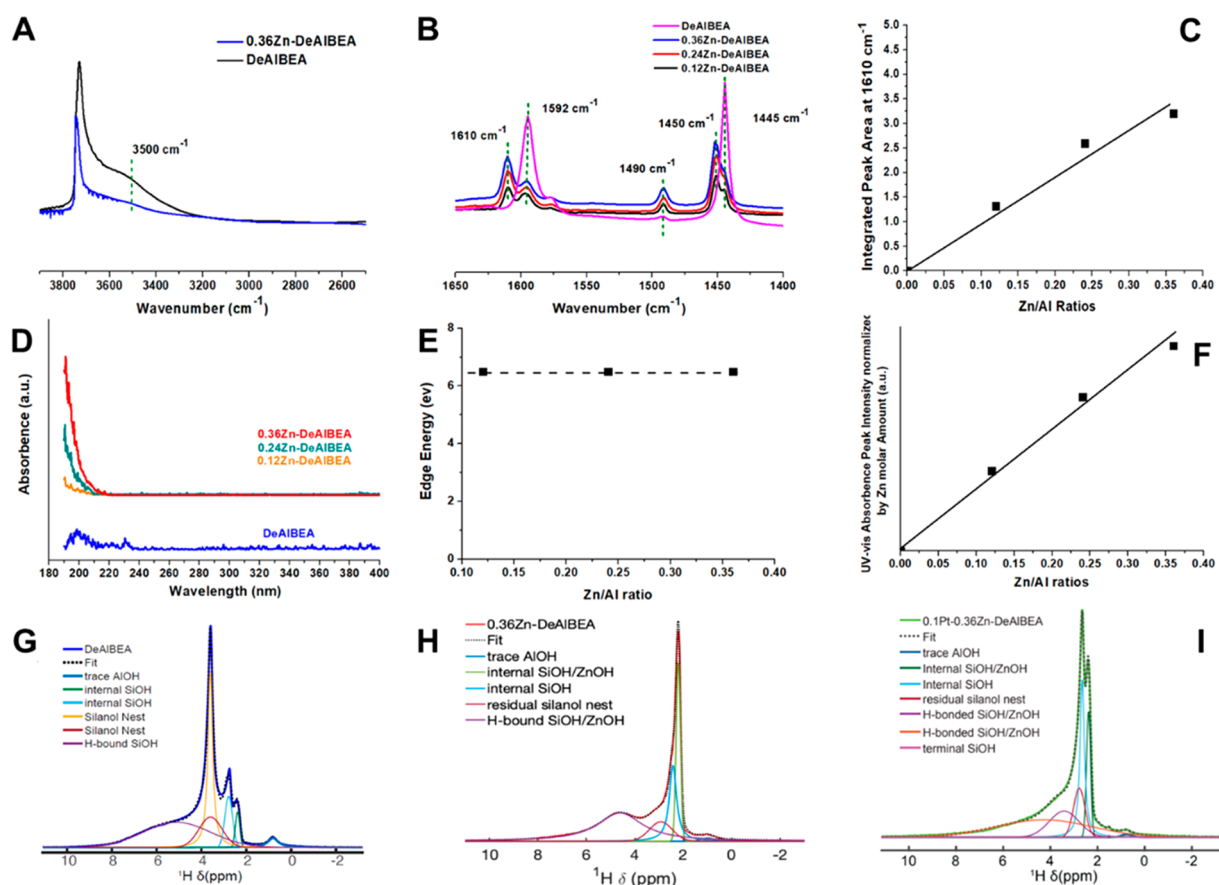 A
0.36Zn-DeAlBEA
DeAlBEA
3500 cm-1
3800 3600 3400 3200 3000 2800 2600
Wavenumber (cm-1)
B
DeAlBEA
0.36Zn-DeAlBEA
0.24Zn-DeAlBEA
0.12Zn-DeAlBEA
1610 cm-1
1592 cm-1
1490 cm-1
1450 cm-1
1445 cm-1
1650 1600 1550 1500 1450 1400
Wavenumber (cm-1)
C
Integrated Peak Area at 1610 cm-1
5.0
4.5
4.0
3.5
3.0
2.5
2.0
1.5
1.0
0.5
0.0
0.00 0.05 0.10 0.15 0.20 0.25 0.30 0.35 0.40
Zn/Al Ratios
D
Absorbence (a.u.)
0.36Zn-DeAlBEA
0.24Zn-DeAlBEA
0.12Zn-DeAlBEA
DeAlBEA
180 200 220 240 260 280 300 320 340 360 380 400
Wavelength (nm)
E
Edge Energy (ev)
8
6
4
2
0
0.10 0.15 0.20 0.25 0.30 0.35 0.40
Zn/Al ratio
F
UV-vis Absorbance Peak Intensity normalized
by Zn molar Amount (a.u.)
0.00 0.05 0.10 0.15 0.20 0.25 0.30 0.35 0.40
Zn/Al ratios
G
DeAlBEA
Fit
trace AlOH
internal SiOH
internal SiOH
Silanol Nest
Silanol Nest
H-bound SiOH
10 8 6 4 2 0 -2
1H δ(ppm)
H
0.36Zn-DeAlBEA
Fit
trace AlOH
internal SiOH/ZnOH
internal SiOH
residual silanol nest
H-bound SiOH/ZnOH
10 8 6 4 2 0 -2
1H δ (ppm)
I
0.1Pt-0.36Zn-DeAlBEA
Fit
trace AlOH
Internal SiOH/ZnOH
Internal SiOH
residual silanol nest
H-bonded SiOH/ZnOH
H-bonded SiOH/ZnOH
terminal SiOH
10 8 6 4 2 0 -2
1H δ(ppm)